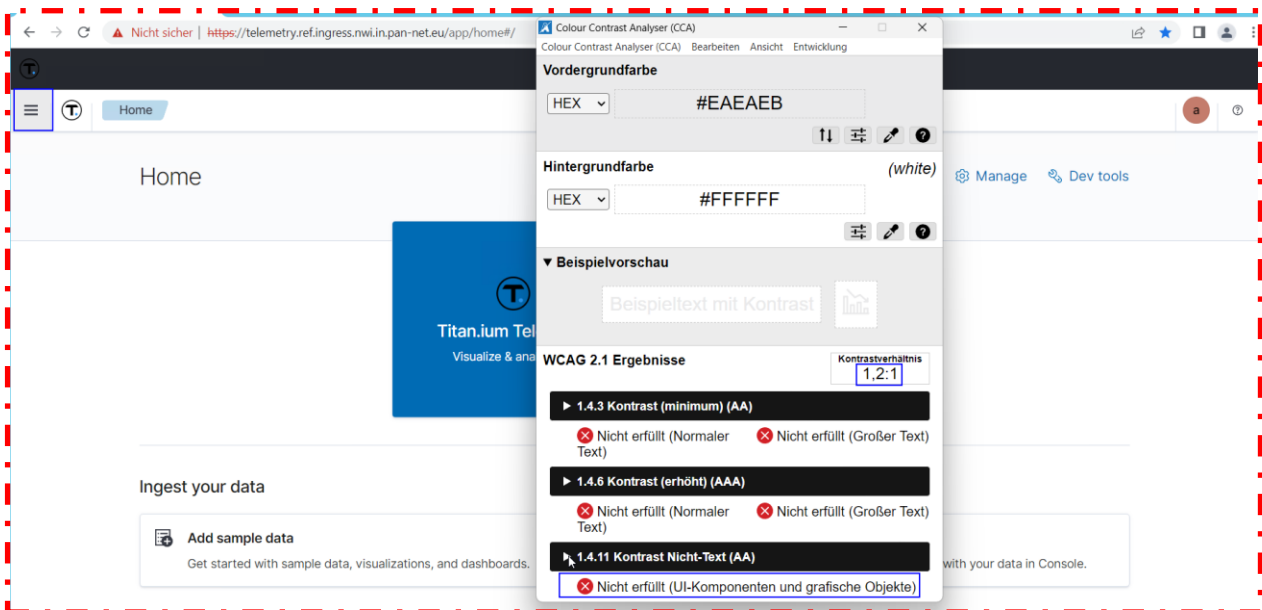 Nicht sicher | https://telemetry.ref.ingress.nwi.in.pan-net.eu/app/home#/
T
T
Home
a
Home
Manage
Dev tools
T
Titan.ium Tel
Visualize & ana
Ingest your data
Add sample data
Get started with sample data, visualizations, and dashboards.
with your data in Console.
Colour Contrast Analyser (CCA)
Colour Contrast Analyser (CCA) Bearbeiten Ansicht Entwicklung
Vordergrundfarbe
HEX
#EAEAEB
Hintergrundfarbe
(white)
HEX
#FFFFFF
Beispielvorschau
Beispieltext mit Kontrast
WCAG 2.1 Ergebnisse
Kontrastverhältnis
1,2:1
1.4.3 Kontrast (minimum) (AA)
Nicht erfüllt (Normaler Text)
Nicht erfüllt (Großer Text)
1.4.6 Kontrast (erhöht) (AAA)
Nicht erfüllt (Normaler Text)
Nicht erfüllt (Großer Text)
1.4.11 Kontrast Nicht-Text (AA)
Nicht erfüllt (UI-Komponenten und grafische Objekte)